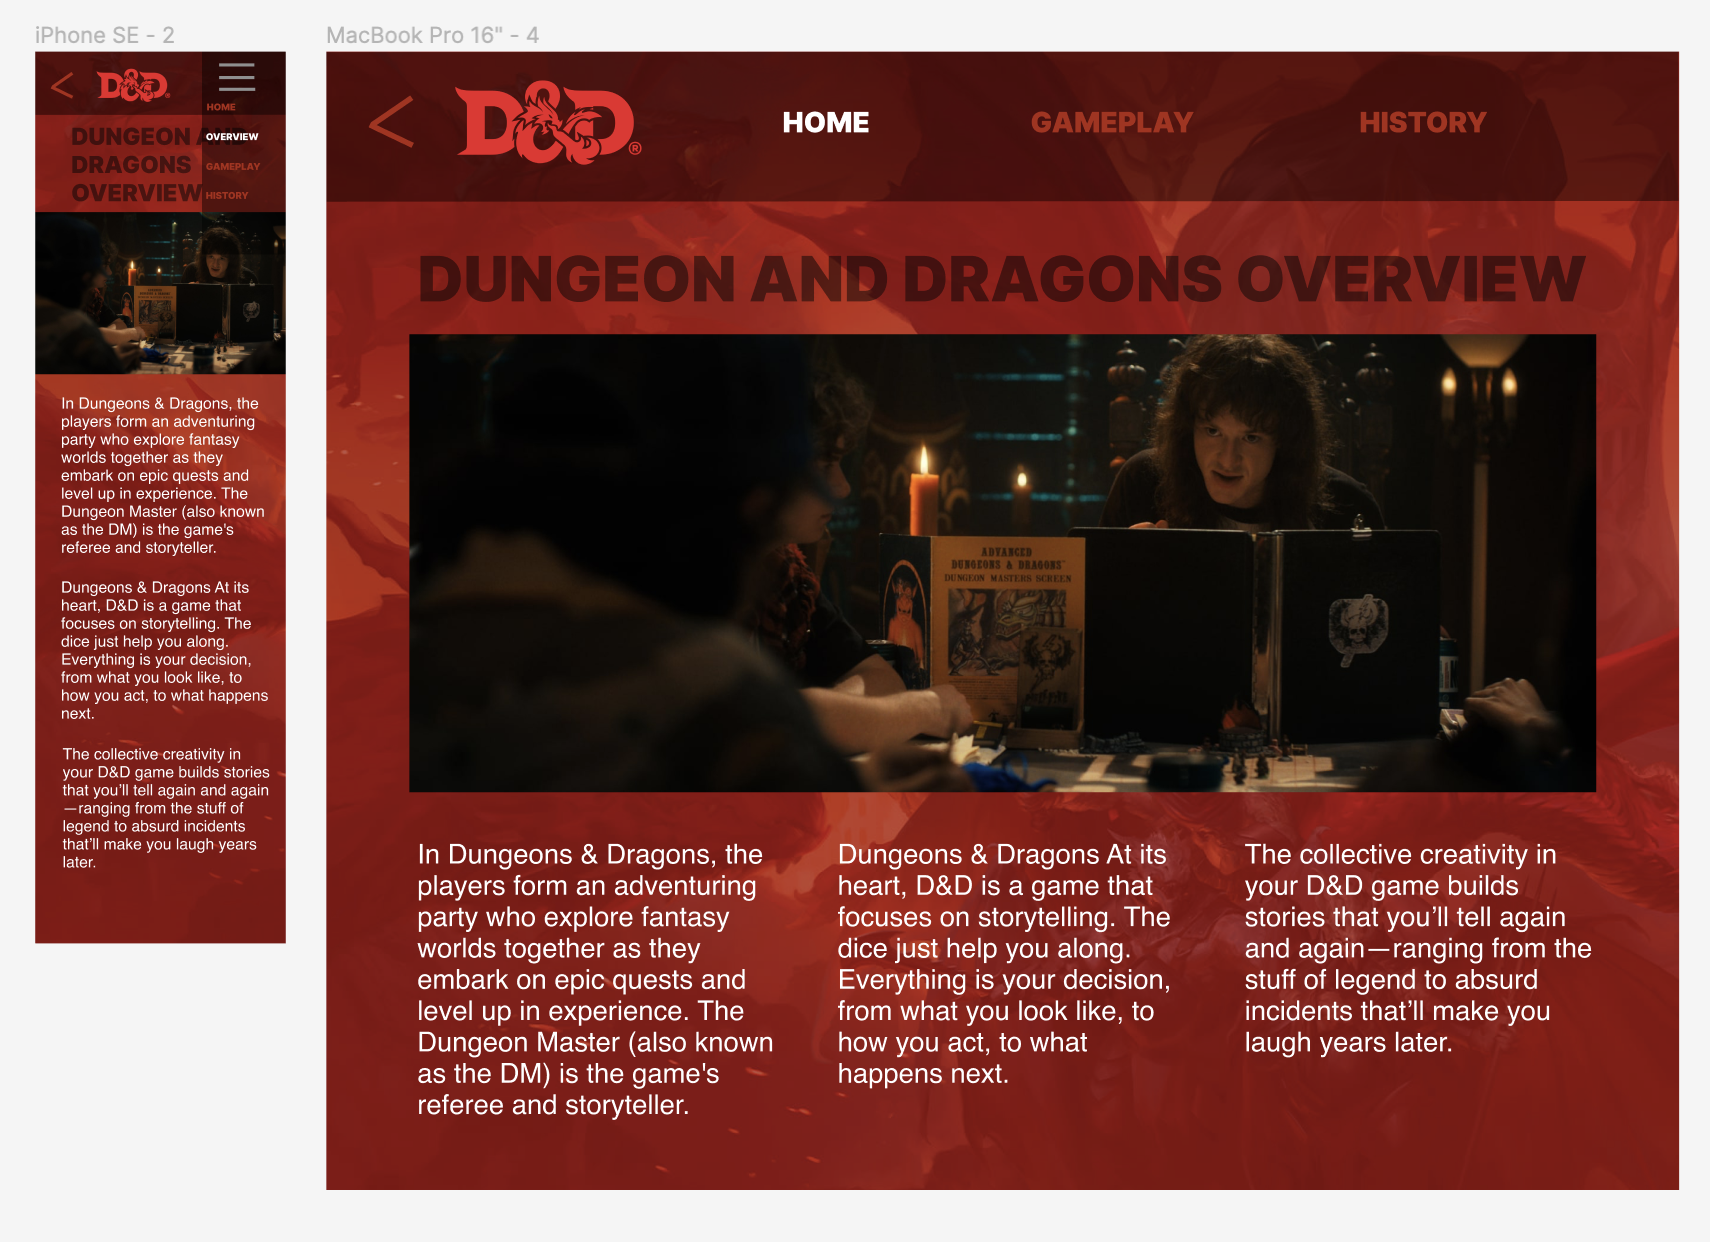 iPhone SE - 2
D&D
HOME
DUNGEON AND
OVERVIEW
DRAGONS
GAMEPLAY
OVERVIEW
HISTORY
In Dungeons & Dragons, the
players form an adventuring
party who explore fantasy
worlds together as they
embark on epic quests and
level up in experience. The
Dungeon Master (also known
as the DM) is the game's
referee and storyteller.
Dungeons & Dragons At its
heart, D&D is a game that
focuses on storytelling. The
dice just help you along.
Everything is your decision,
from what you look like, to
how you act, to what happens
next.
The collective creativity in
your D&D game builds stories
that you’ll tell again and again
—ranging from the stuff of
legend to absurd incidents
that’ll make you laugh years
later.
MacBook Pro 16" - 4
D&D®
HOME
GAMEPLAY
HISTORY
DUNGEON AND DRAGONS OVERVIEW
ADVANCED
DUNGEONS & DRAGONS
DUNGEON MASTERS SCREEN
In Dungeons & Dragons, the
players form an adventuring
party who explore fantasy
worlds together as they
embark on epic quests and
level up in experience. The
Dungeon Master (also known
as the DM) is the game's
referee and storyteller.
Dungeons & Dragons At its
heart, D&D is a game that
focuses on storytelling. The
dice just help you along.
Everything is your decision,
from what you look like, to
how you act, to what
happens next.
The collective creativity in
your D&D game builds
stories that you’ll tell again
and again—ranging from the
stuff of legend to absurd
incidents that’ll make you
laugh years later.